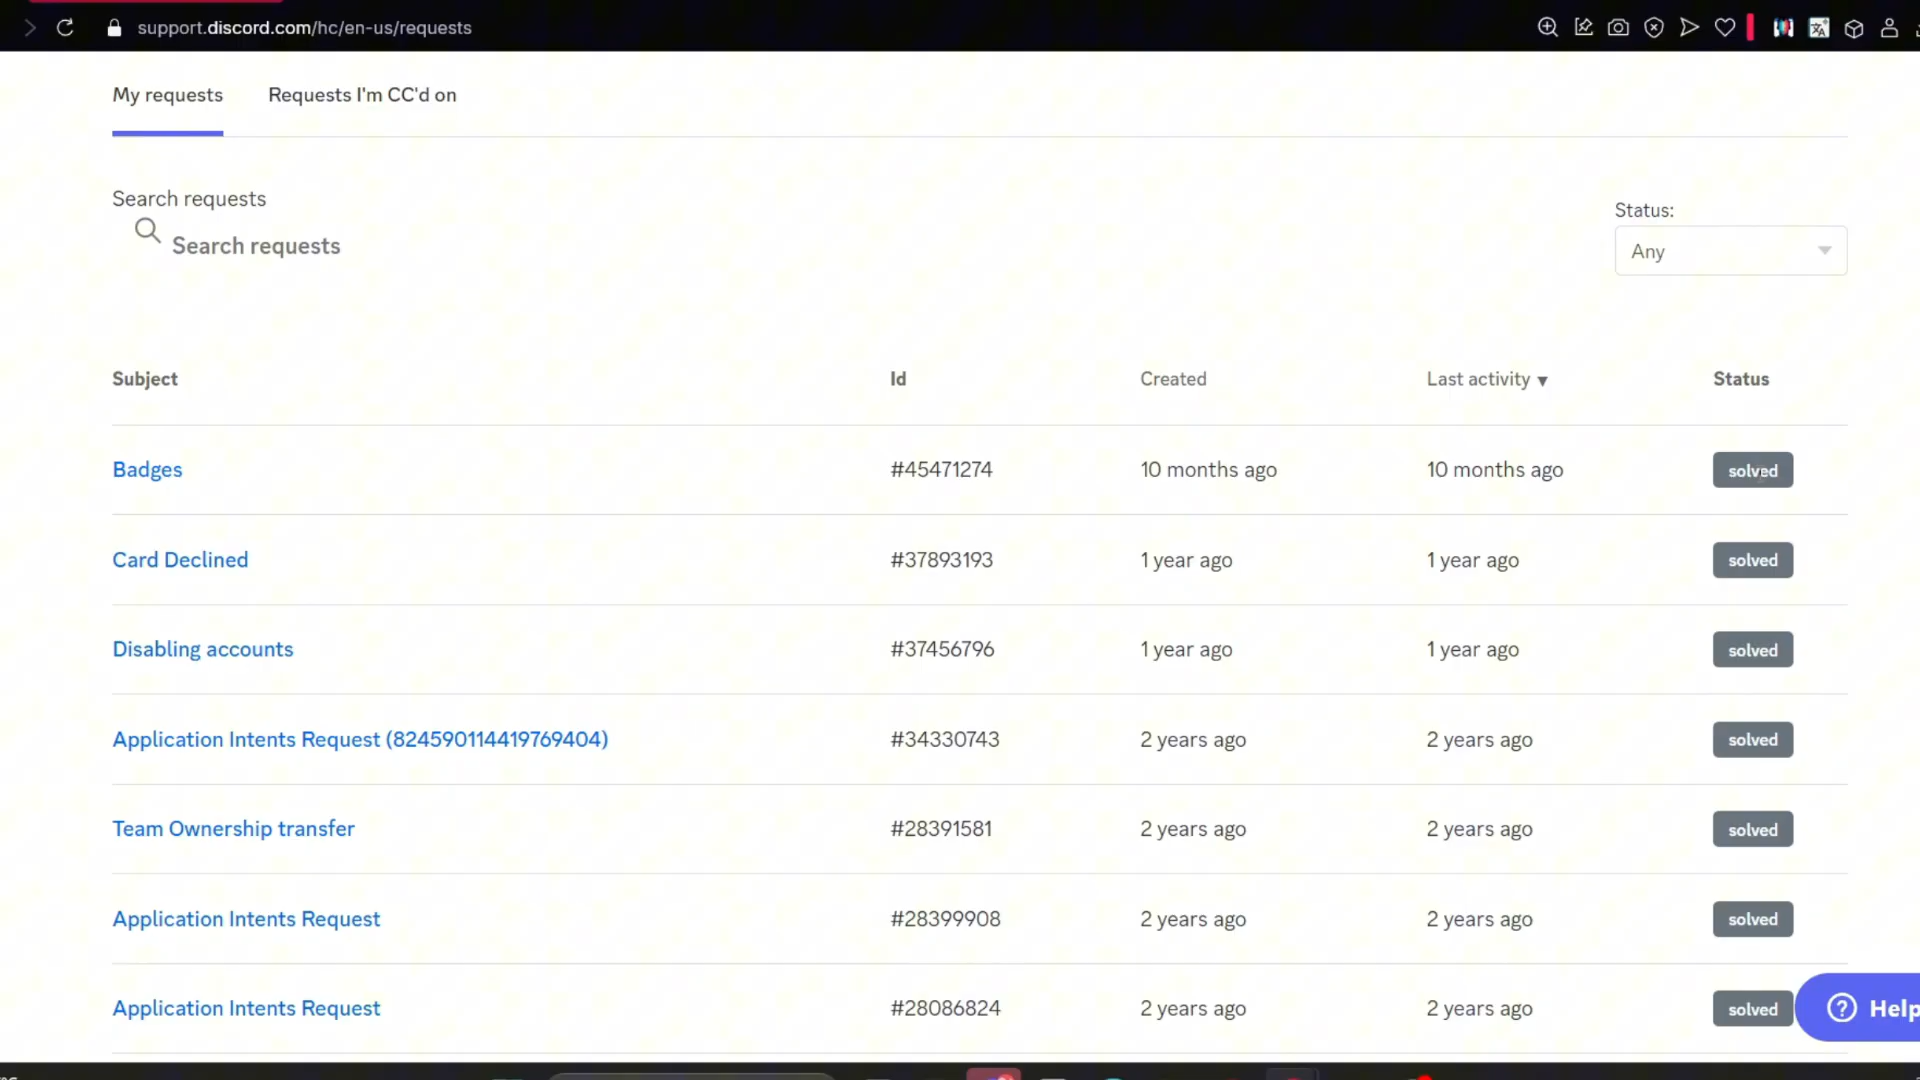 support.discord.com/hc/en-us/requests
My requests
Requests I'm CC'd on
Search requests
Status:
Search requests
Any
Subject Id Created Last activity ▼ Status
Badges #45471274 10 months ago 10 months ago solved
Card Declined #37893193 1 year ago 1 year ago solved
Disabling accounts #37456796 1 year ago 1 year ago solved
Application Intents Request (824590114419769404) #34330743 2 years ago 2 years ago solved
Team Ownership transfer #28391581 2 years ago 2 years ago solved
Application Intents Request #28399908 2 years ago 2 years ago solved
Application Intents Request #28086824 2 years ago 2 years ago solved
Help